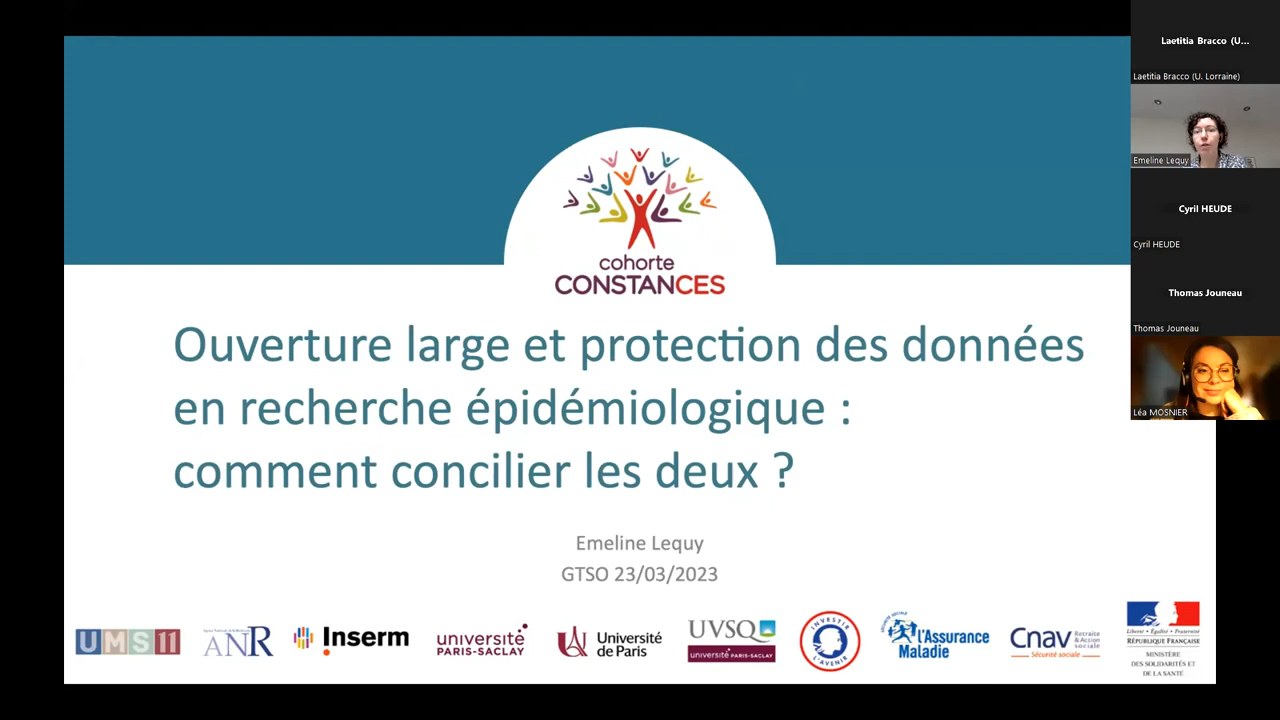 Laetitia Bracco (U...
Laetitia Bracco (U. Lorraine)
Emeline Lequy
Cyril HEUDE
Cyril HEUDE
Thomas Jouneau
Thomas Jouneau
Léa MOSNIER
cohorte
CONSTANCES
Ouverture large et protection des données
en recherche épidémiologique :
comment concilier les deux ?
Emeline Lequy
GTSO 23/03/2023
UMS11
ANR
Inserm
université
PARIS-SACLAY
Université
de Paris
UVSQ
université PARIS-SACLAY
INVESTIR
L'AVENIR
l'Assurance
Maladie
Cnav
Retraite
& Action
sociale
Sécurité sociale
Liberté • Égalité • Fraternité
RÉPUBLIQUE FRANÇAISE
MINISTÈRE
DES SOLIDARITÉS ET
DE LA SANTÉ